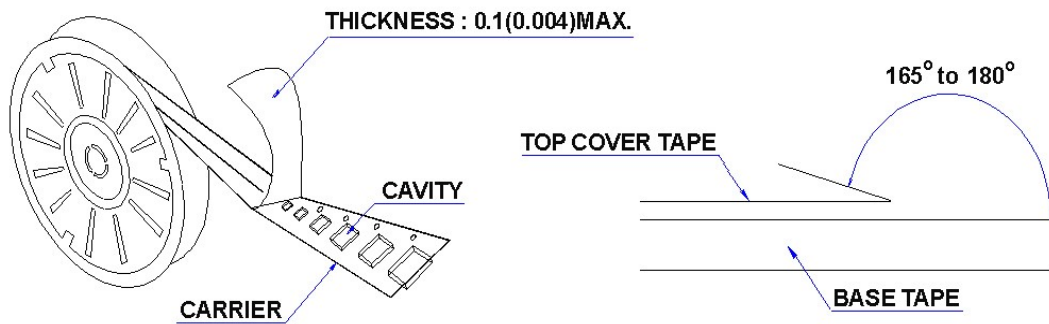 THICKNESS : 0.1(0.004)MAX.
165° to 180°
TOP COVER TAPE
CAVITY
CARRIER
BASE TAPE